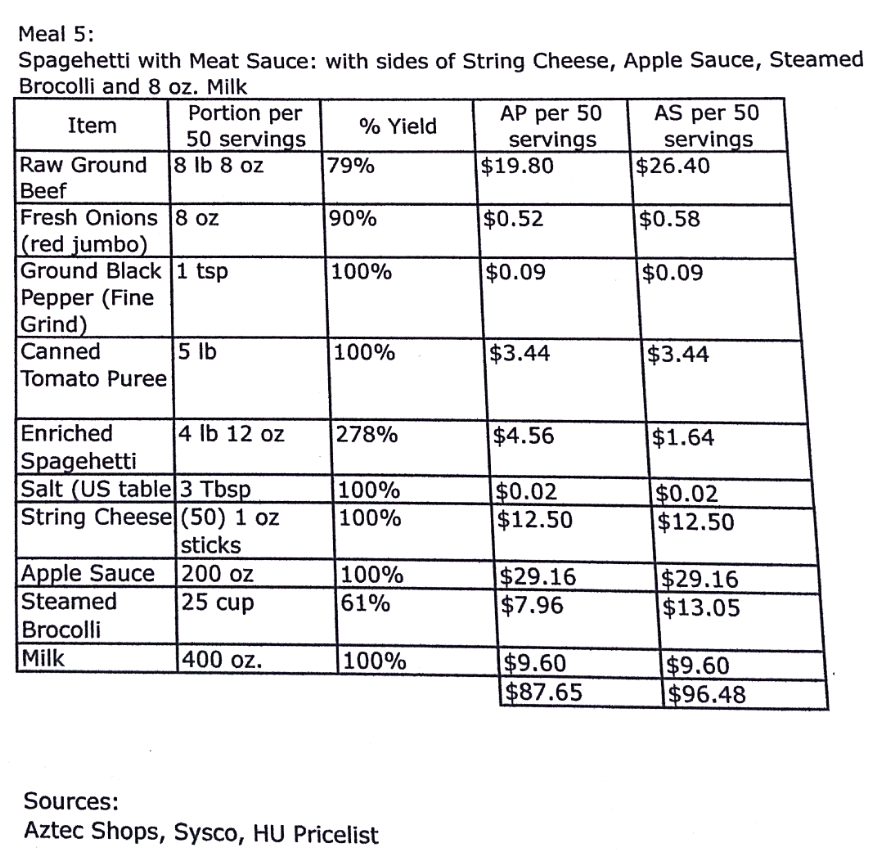 Meal 5:
Spagehetti with Meat Sauce: with sides of String Cheese, Apple Sauce, Steamed
Brocolli and 8 oz. Milk
Item Portion per 50 servings % Yield AP per 50 servings AS per 50 servings
Raw Ground Beef 8 lb 8 oz 79% $19.80 $26.40
Fresh Onions (red jumbo) 8 oz 90% $0.52 $0.58
Ground Black Pepper (Fine Grind) 1 tsp 100% $0.09 $0.09
Canned Tomato Puree 5 lb 100% $3.44 $3.44
Enriched Spagehetti 4 lb 12 oz 278% $4.56 $1.64
Salt (US table 3 Tbsp 100% $0.02 $0.02
String Cheese (50) 1 oz sticks 100% $12.50 $12.50
Apple Sauce 200 oz 100% $29.16 $29.16
Steamed Brocolli 25 cup 61% $7.96 $13.05
Milk 400 oz. 100% $9.60 $9.60
$87.65 $96.48
Sources:
Aztec Shops, Sysco, HU Pricelist